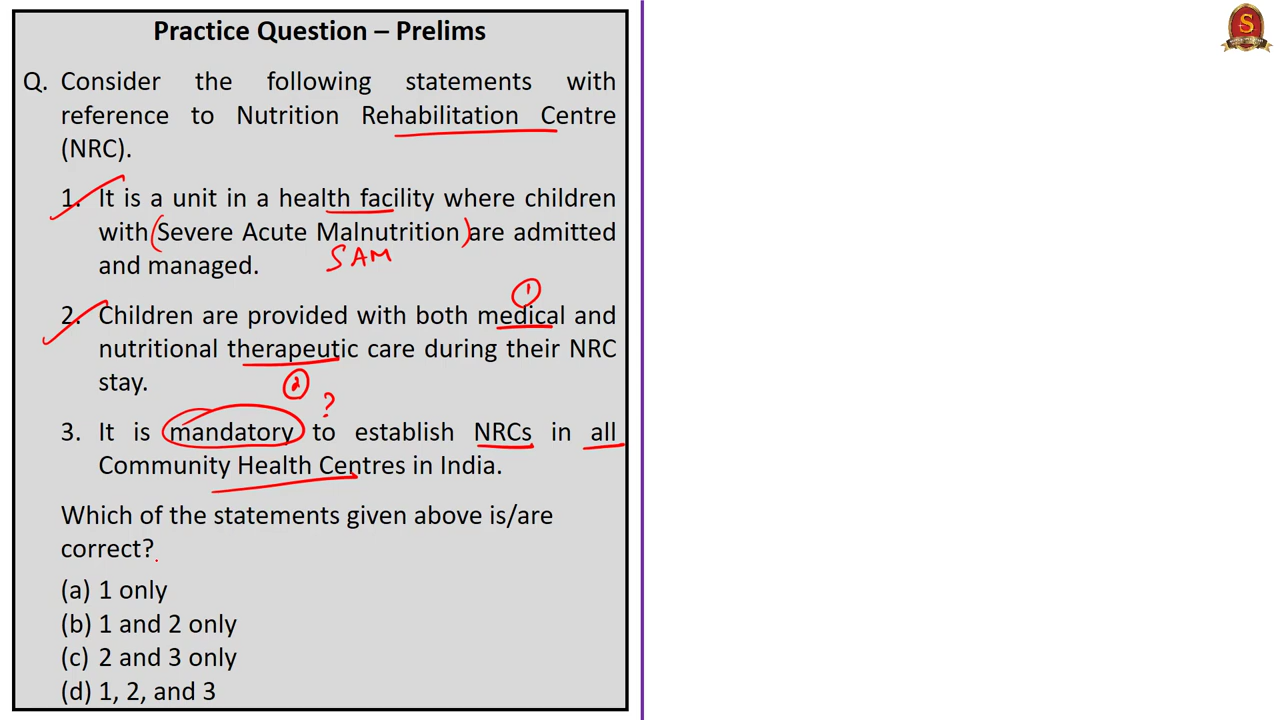 Practice Question – Prelims
Q. Consider the following statements with
reference to Nutrition Rehabilitation Centre
(NRC).
1. It is a unit in a health facility where children
with (Severe Acute Malnutrition) are admitted
and managed.
SAM
1
2. Children are provided with both medical and
nutritional therapeutic care during their NRC
stay.
2
?
3. It is mandatory to establish NRCs in all
Community Health Centres in India.
Which of the statements given above is/are
correct?
(a) 1 only
(b) 1 and 2 only
(c) 2 and 3 only
(d) 1, 2, and 3
S